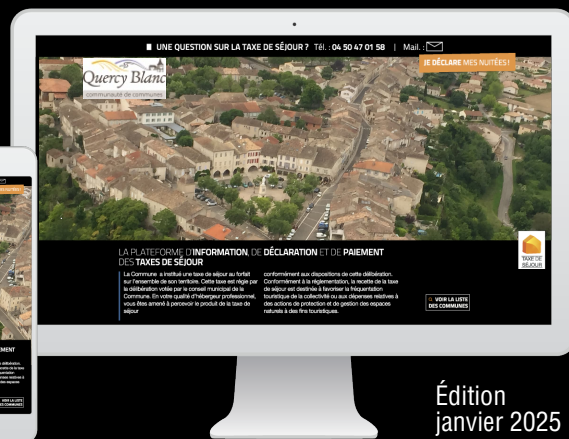 ■ UNE QUESTION SUR LA TAXE DE SÉJOUR ? Tél. : 04 50 47 01 58 | Mail. :
JE DÉCLARE MES NUITÉES !
Quercy Blanc
communauté de communes
LA PLATEFORME D'INFORMATION, DE DÉCLARATION ET DE PAIEMENT
DES TAXES DE SÉJOUR
La Commune a institué une taxe de séjour au forfait
sur l'ensemble de son territoire. Cette taxe est régie par
la délibération votée par le conseil municipal de la
Commune. En votre qualité d'hébergeur professionnel,
vous êtes amené à percevoir le produit de la taxe de
séjour
conformément aux dispositions de cette délibération.
Conformément à la réglementation, la recette de la taxe
de séjour est destinée à favoriser la fréquentation
touristique de la collectivité ou aux dépenses relatives à
des actions de protection et de gestion des espaces
naturels à des fins touristiques.
TAXE DE
SÉJOUR
VOIR LA LISTE
DES COMMUNES
VOIR LA LISTE
DES COMMUNES
Édition
janvier 2025